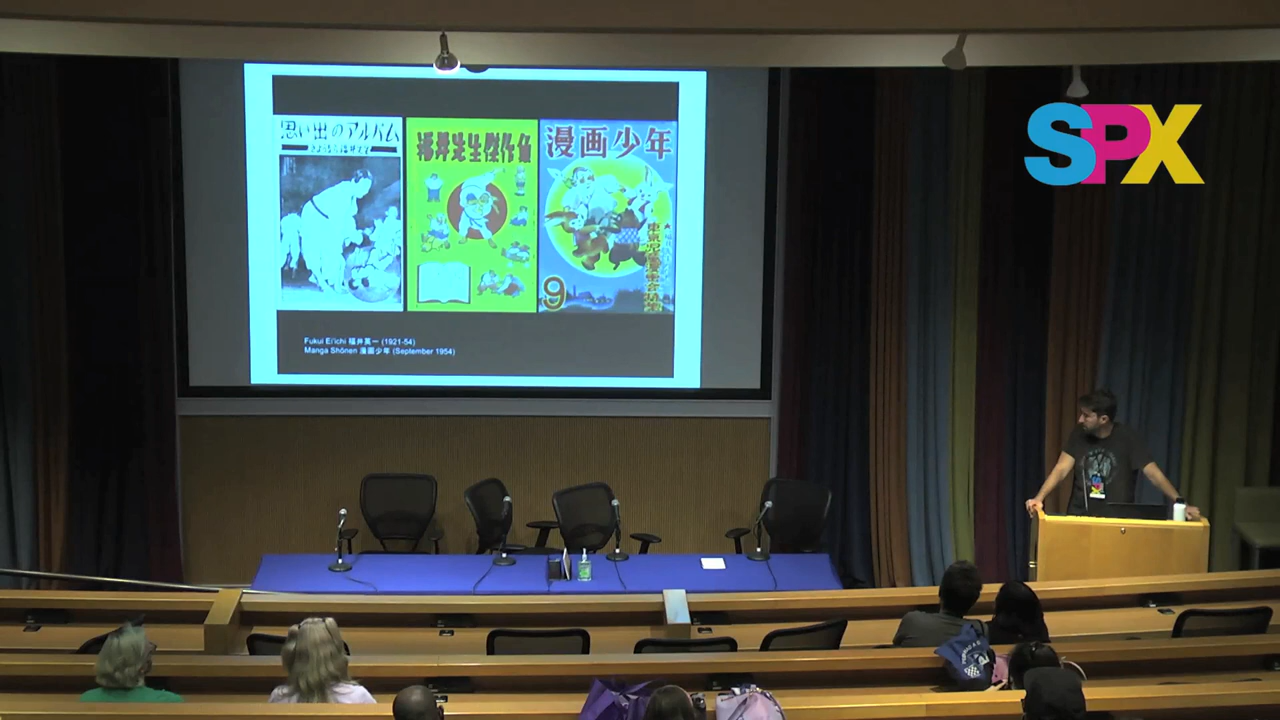 SPX
思い出のアルバム
福井先生傑作集
漫画少年
9
Fukui Ei'ichi 福井英一 (1921-54)
Manga Shōnen 漫画少年 (September 1954)